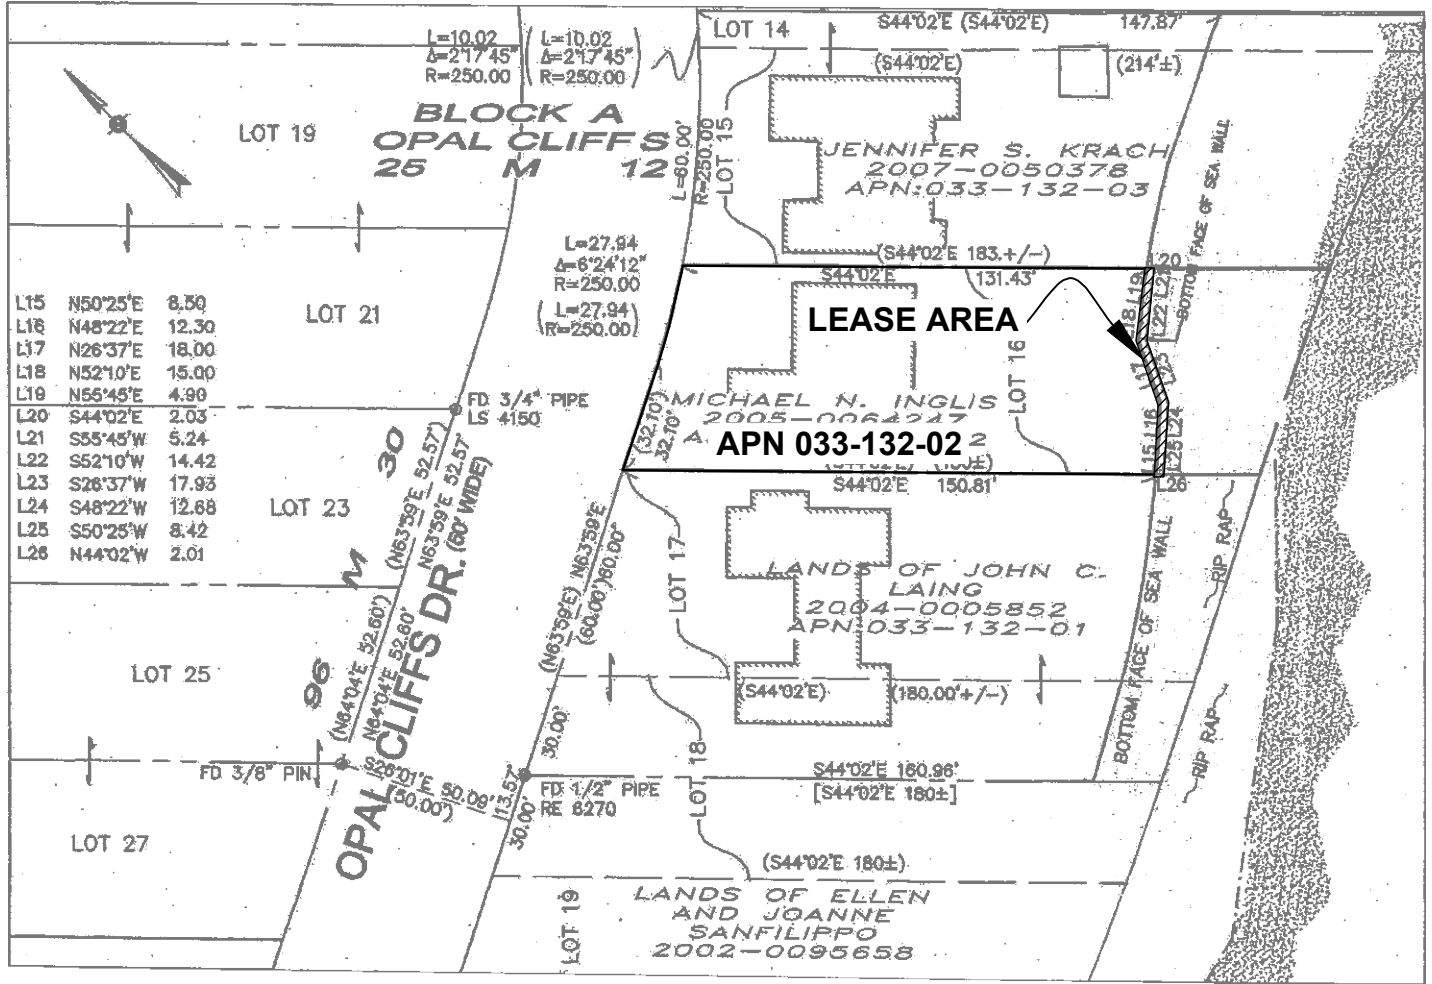 S44°02'E (S44°02'E) 147.87'
LOT 14
L=10.02
Δ=2°17'45"
R=250.00
( L=10.02
Δ=2°17'45"
R=250.00 )
(S44°02'E)
(214'±)
BLOCK A
OPAL CLIFFS
25 M 12
LOT 19
L=60.00'
R=250.00
LOT 15
JENNIFER S. KRACH
2007-0050378
APN:033-132-03
BOTTOM FACE OF SEA WALL
L=27.94
Δ=6°24'12"
R=250.00
( L=27.94)
(R=250.00)
(S44°02'E 183.+/-)
S44°02'E 131.43'
L20
L18 L19
L22 L21
L15 N50°25'E 8.50
L16 N48°22'E 12.30
L17 N26°37'E 18.00
L18 N52°10'E 15.00
L19 N55°45'E 4.90
L20 S44°02'E 2.03
L21 S55°45'W 5.24
L22 S52°10'W 14.42
L23 S26°37'W 17.93
L24 S48°22'W 12.68
L25 S50°25'W 8.42
L26 N44°02'W 2.01
LOT 21
LEASE AREA
LOT 16
L17
L23
FD 3/4" PIPE
LS 4150
MICHAEL N. INGLIS
2005-0064247
APN 033-132-02
(32.10')
32.10'
L15 L16
L25 L24
L26
S44°02'E 150.81'
LOT 23
(N63°59'E 52.57')
N63°59'E 52.57'
OPAL CLIFFS DR. (50' WIDE)
96 M 30
(N63°59'E) N63°59'E
(60.00')60.00'
LOT 17
LANDS OF JOHN C.
LAING
2004-0005852
APN:033-132-01
BOTTOM FACE OF SEA WALL
RIP RAP
LOT 25
(N64°04'E 52.60')
N64°04'E 52.60'
(S44°02'E) (180.00'+/-)
RIP RAP
30.00'
LOT 18
FD 3/8" PIN
S26°01'E 50.09'
(50.00')
13.57'
30.00'
FD 1/2" PIPE
RE 6270
S44°02'E 160.96'
[S44°02'E 180±]
LOT 27
(S44°02'E 180±)
LOT 19
LANDS OF ELLEN
AND JOANNE
SANFILIPPO
2002-0095658